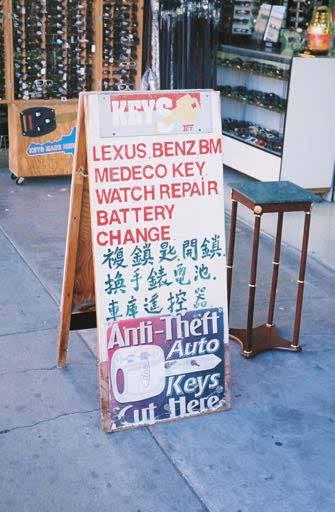 KEYS
LEXUS.BENZ BM
MEDECO KEY
WATCH REPAIR
BATTERY
CHANGE
複鎖匙開鎖.
換手錶電池.
車庫遙控器
Anti-Theft
Auto
Keys
Cut Here